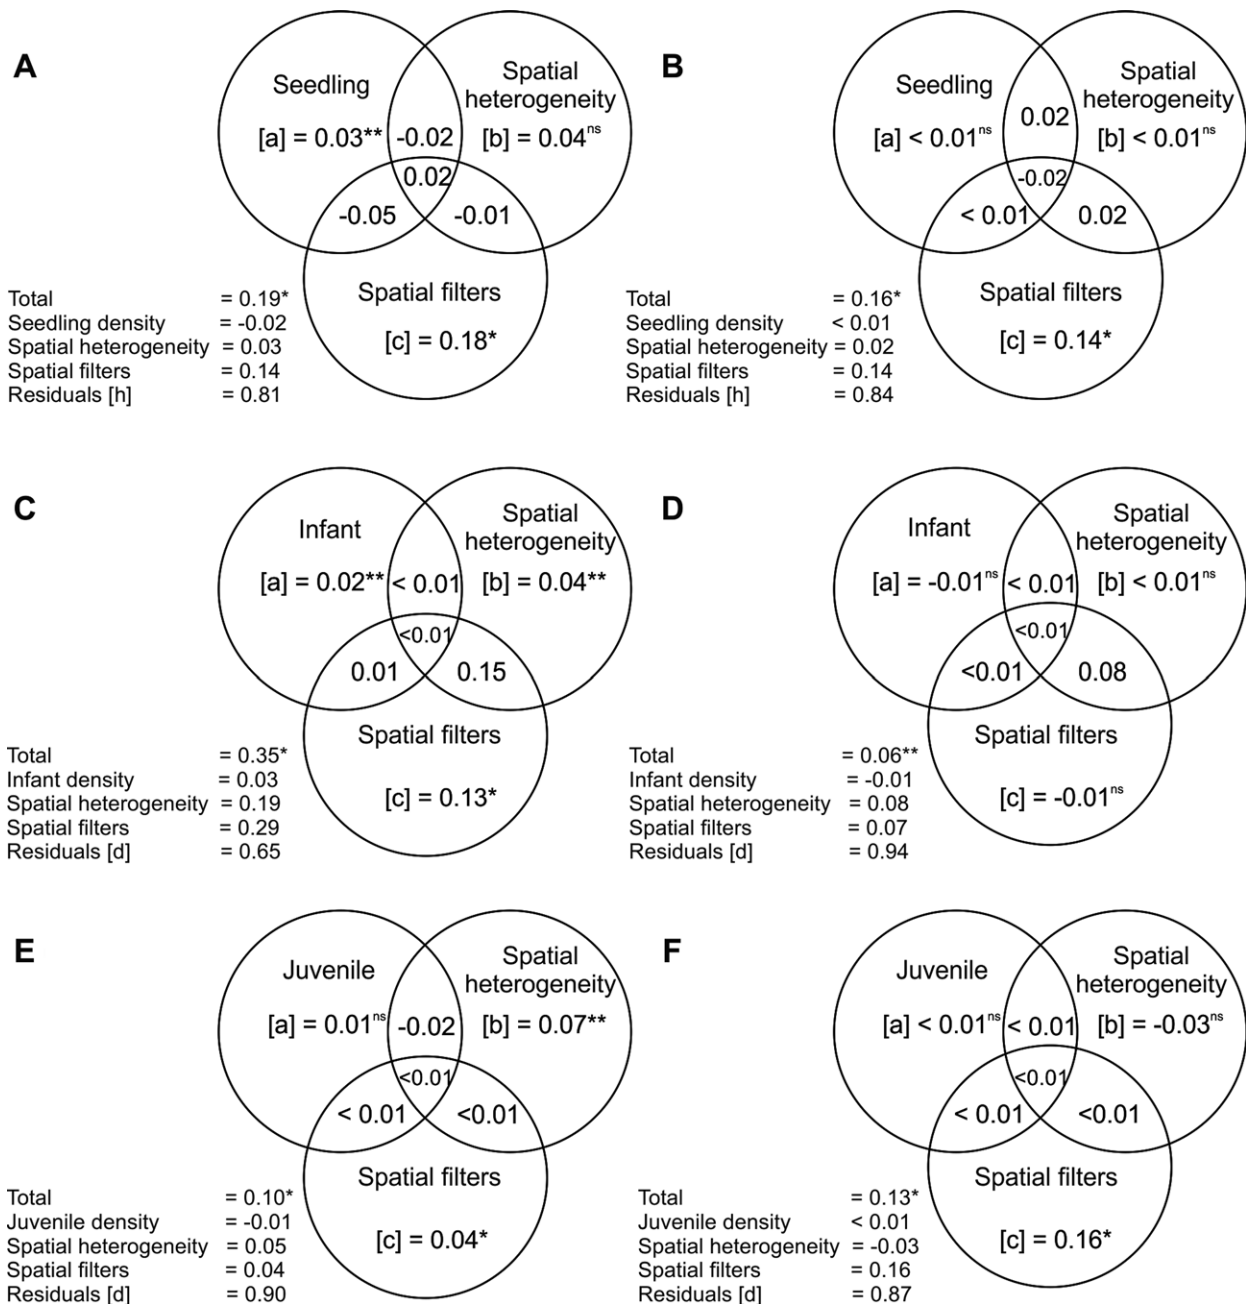 A
Seedling
Spatial
heterogeneity
[a] = 0.03**
-0.02
[b] = 0.04ns
0.02
-0.05
-0.01
Spatial filters
[c] = 0.18*
Total = 0.19*
Seedling density = -0.02
Spatial heterogeneity = 0.03
Spatial filters = 0.14
Residuals [h] = 0.81
B
Seedling
Spatial
heterogeneity
[a] < 0.01ns
0.02
[b] < 0.01ns
-0.02
< 0.01
0.02
Spatial filters
[c] = 0.14*
Total = 0.16*
Seedling density < 0.01
Spatial heterogeneity = 0.02
Spatial filters = 0.14
Residuals [h] = 0.84
C
Infant
Spatial
heterogeneity
[a] = 0.02**
< 0.01
[b] = 0.04**
<0.01
0.01
0.15
Spatial filters
[c] = 0.13*
Total = 0.35*
Infant density = 0.03
Spatial heterogeneity = 0.19
Spatial filters = 0.29
Residuals [d] = 0.65
D
Infant
Spatial
heterogeneity
[a] = -0.01ns
< 0.01
[b] < 0.01ns
<0.01
<0.01
0.08
Spatial filters
[c] = -0.01ns
Total = 0.06**
Infant density = -0.01
Spatial heterogeneity = 0.08
Spatial filters = 0.07
Residuals [d] = 0.94
E
Juvenile
Spatial
heterogeneity
[a] = 0.01ns
-0.02
[b] = 0.07**
<0.01
< 0.01
<0.01
Spatial filters
[c] = 0.04*
Total = 0.10*
Juvenile density = -0.01
Spatial heterogeneity = 0.05
Spatial filters = 0.04
Residuals [d] = 0.90
F
Juvenile
Spatial
heterogeneity
[a] < 0.01ns
< 0.01
[b] = -0.03ns
<0.01
< 0.01
<0.01
Spatial filters
[c] = 0.16*
Total = 0.13*
Juvenile density < 0.01
Spatial heterogeneity = -0.03
Spatial filters = 0.16
Residuals [d] = 0.87